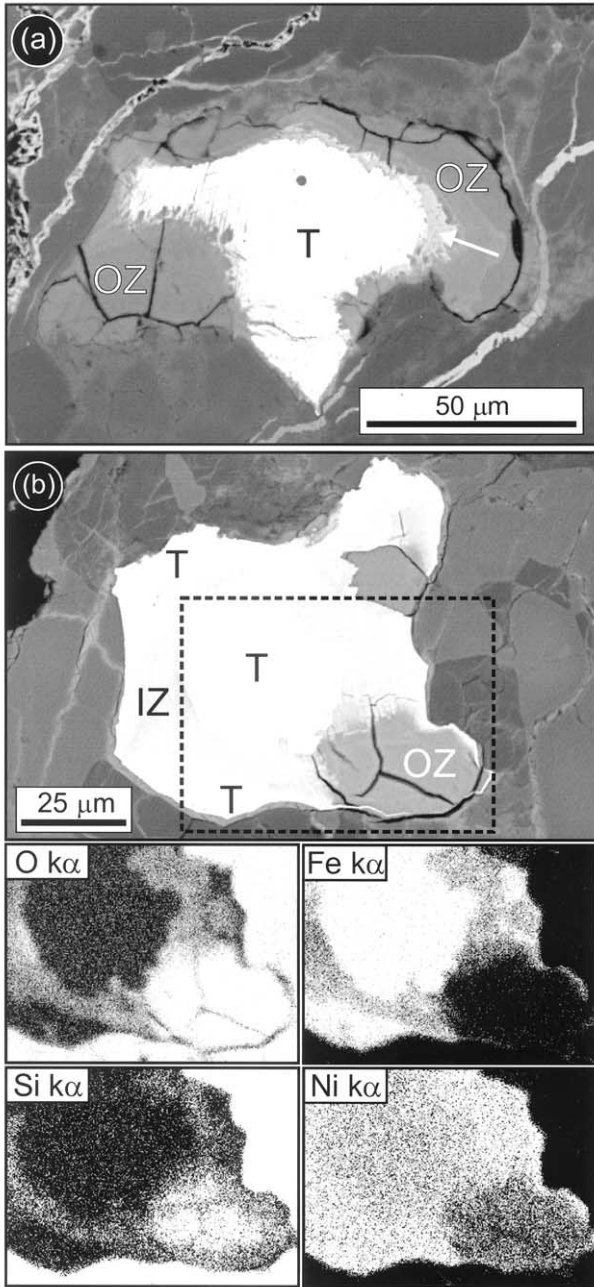 (a)
OZ
OZ
T
50 μm
(b)
T
T
IZ
OZ
T
25 μm
O kα
Fe kα
Si kα
Ni kα